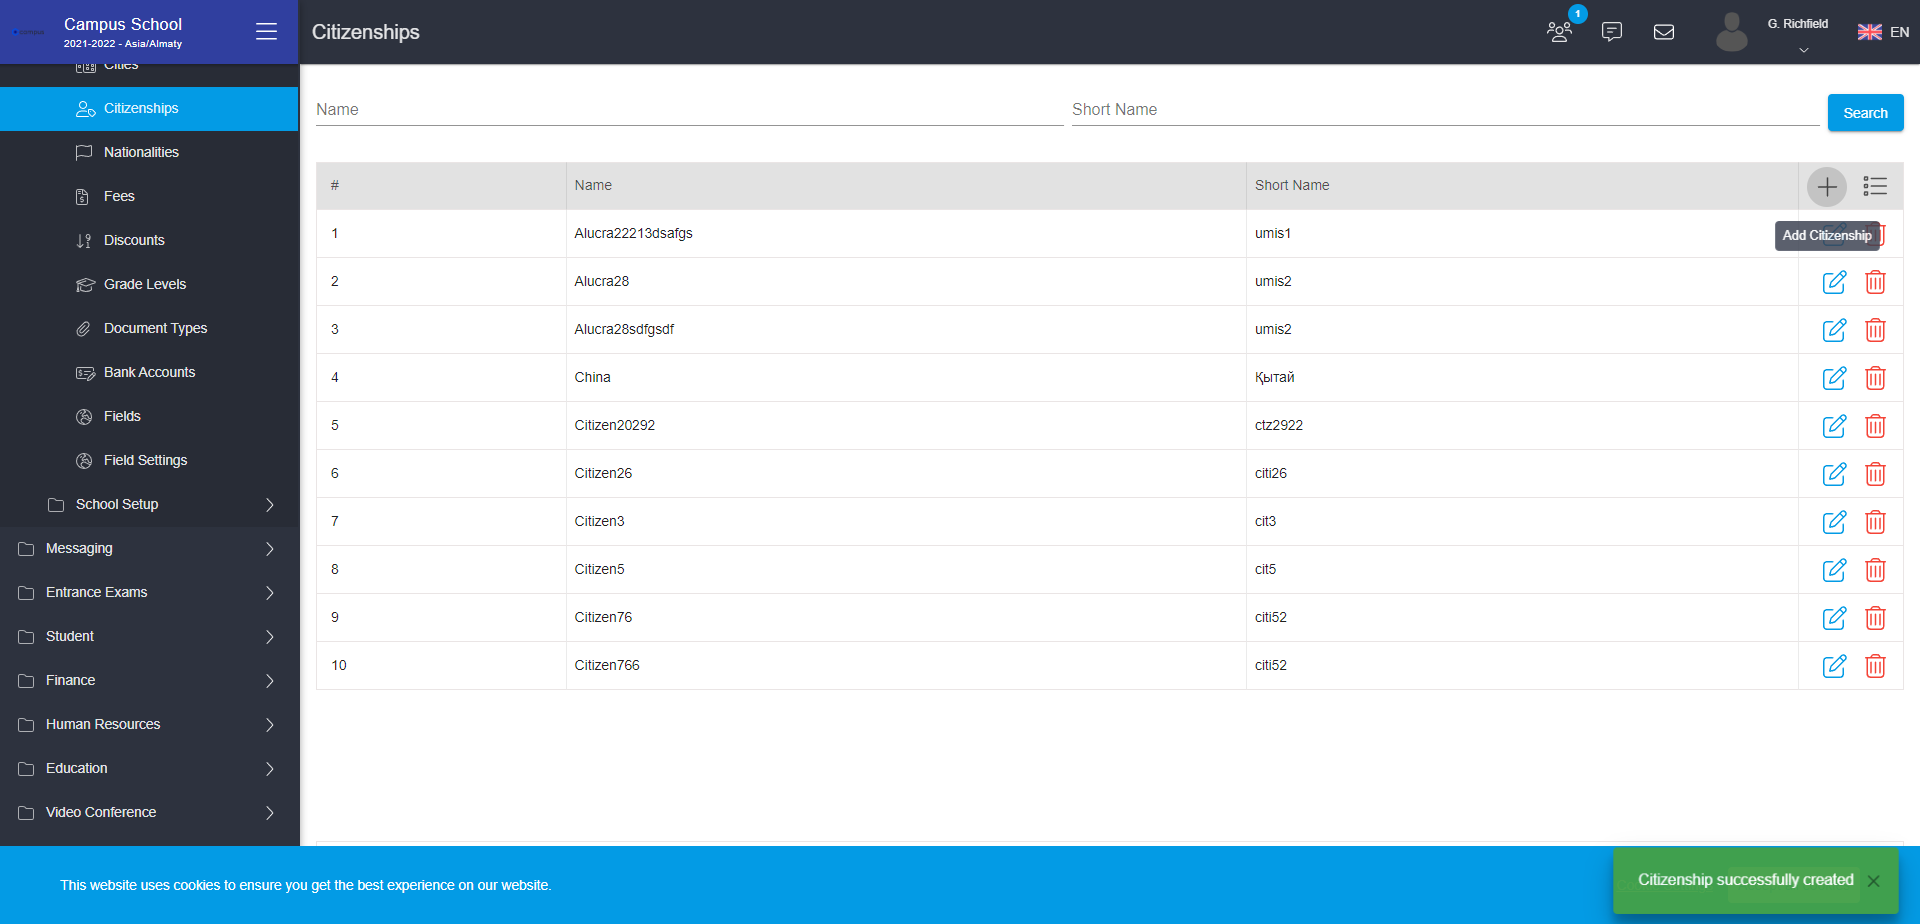 Campus School
2021-2022 - Asia/Almaty
Citizenships
1
G. Richfield
EN
Cities
Citizenships
Nationalities
Fees
Discounts
Grade Levels
Document Types
Bank Accounts
Fields
Field Settings
School Setup
Messaging
Entrance Exams
Student
Finance
Human Resources
Education
Video Conference
Name Short Name Search
# Name Short Name
Add Citizenship
1 Alucra22213dsafgs umis1
2 Alucra28 umis2
3 Alucra28sdfgsdf umis2
4 China Қытай
5 Citizen20292 ctz2922
6 Citizen26 citi26
7 Citizen3 cit3
8 Citizen5 cit5
9 Citizen76 citi52
10 Citizen766 citi52
This website uses cookies to ensure you get the best experience on our website.
Citizenship successfully created